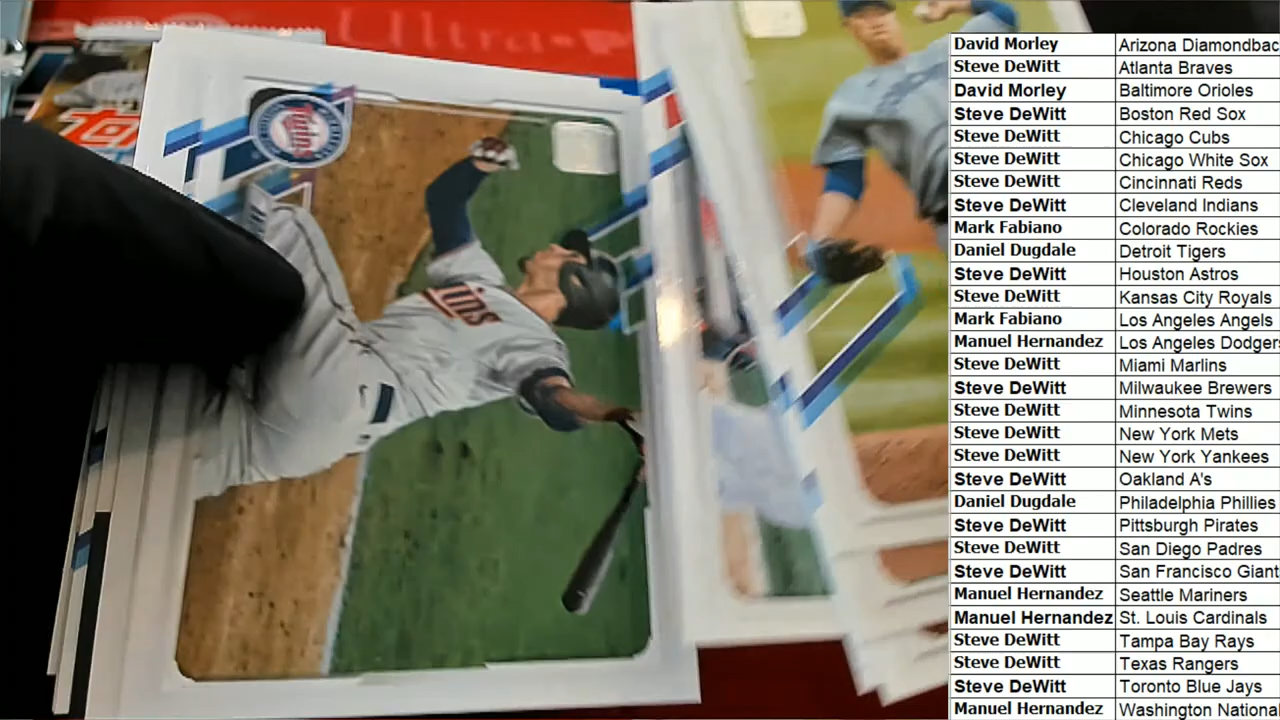 Ultra
Twins
David Morley Arizona Diamondbac
Steve DeWitt Atlanta Braves
David Morley Baltimore Orioles
Steve DeWitt Boston Red Sox
Steve DeWitt Chicago Cubs
Steve DeWitt Chicago White Sox
Steve DeWitt Cincinnati Reds
Steve DeWitt Cleveland Indians
Mark Fabiano Colorado Rockies
Daniel Dugdale Detroit Tigers
Steve DeWitt Houston Astros
Steve DeWitt Kansas City Royals
Mark Fabiano Los Angeles Angels
Manuel Hernandez Los Angeles Dodgers
Steve DeWitt Miami Marlins
Steve DeWitt Milwaukee Brewers
Steve DeWitt Minnesota Twins
Steve DeWitt New York Mets
Steve DeWitt New York Yankees
Steve DeWitt Oakland A's
Daniel Dugdale Philadelphia Phillies
Steve DeWitt Pittsburgh Pirates
Steve DeWitt San Diego Padres
Steve DeWitt San Francisco Giant
Manuel Hernandez Seattle Mariners
Manuel Hernandez St. Louis Cardinals
Steve DeWitt Tampa Bay Rays
Steve DeWitt Texas Rangers
Steve DeWitt Toronto Blue Jays
Manuel Hernandez Washington Nationa